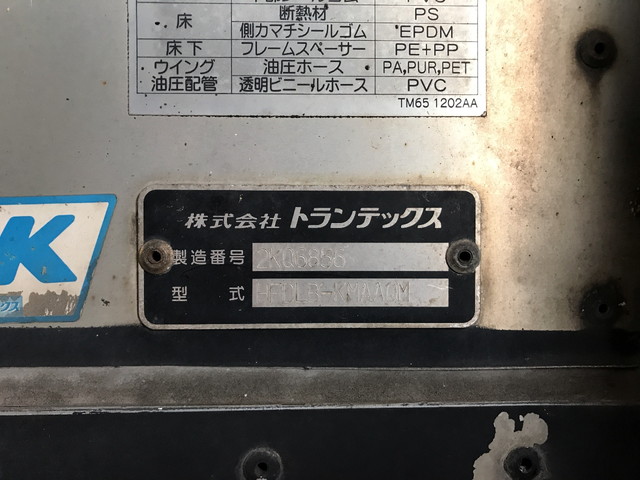 床 断熱材 PS
側カマチシールゴム EPDM
床下 フレームスペーサー PE+PP
ウイング 油圧ホース PA,PUR,PET
油圧配管 透明ビニールホース PVC
TM65 1202AA
K
株式会社 トランテックス
製造番号 2K06856
型式